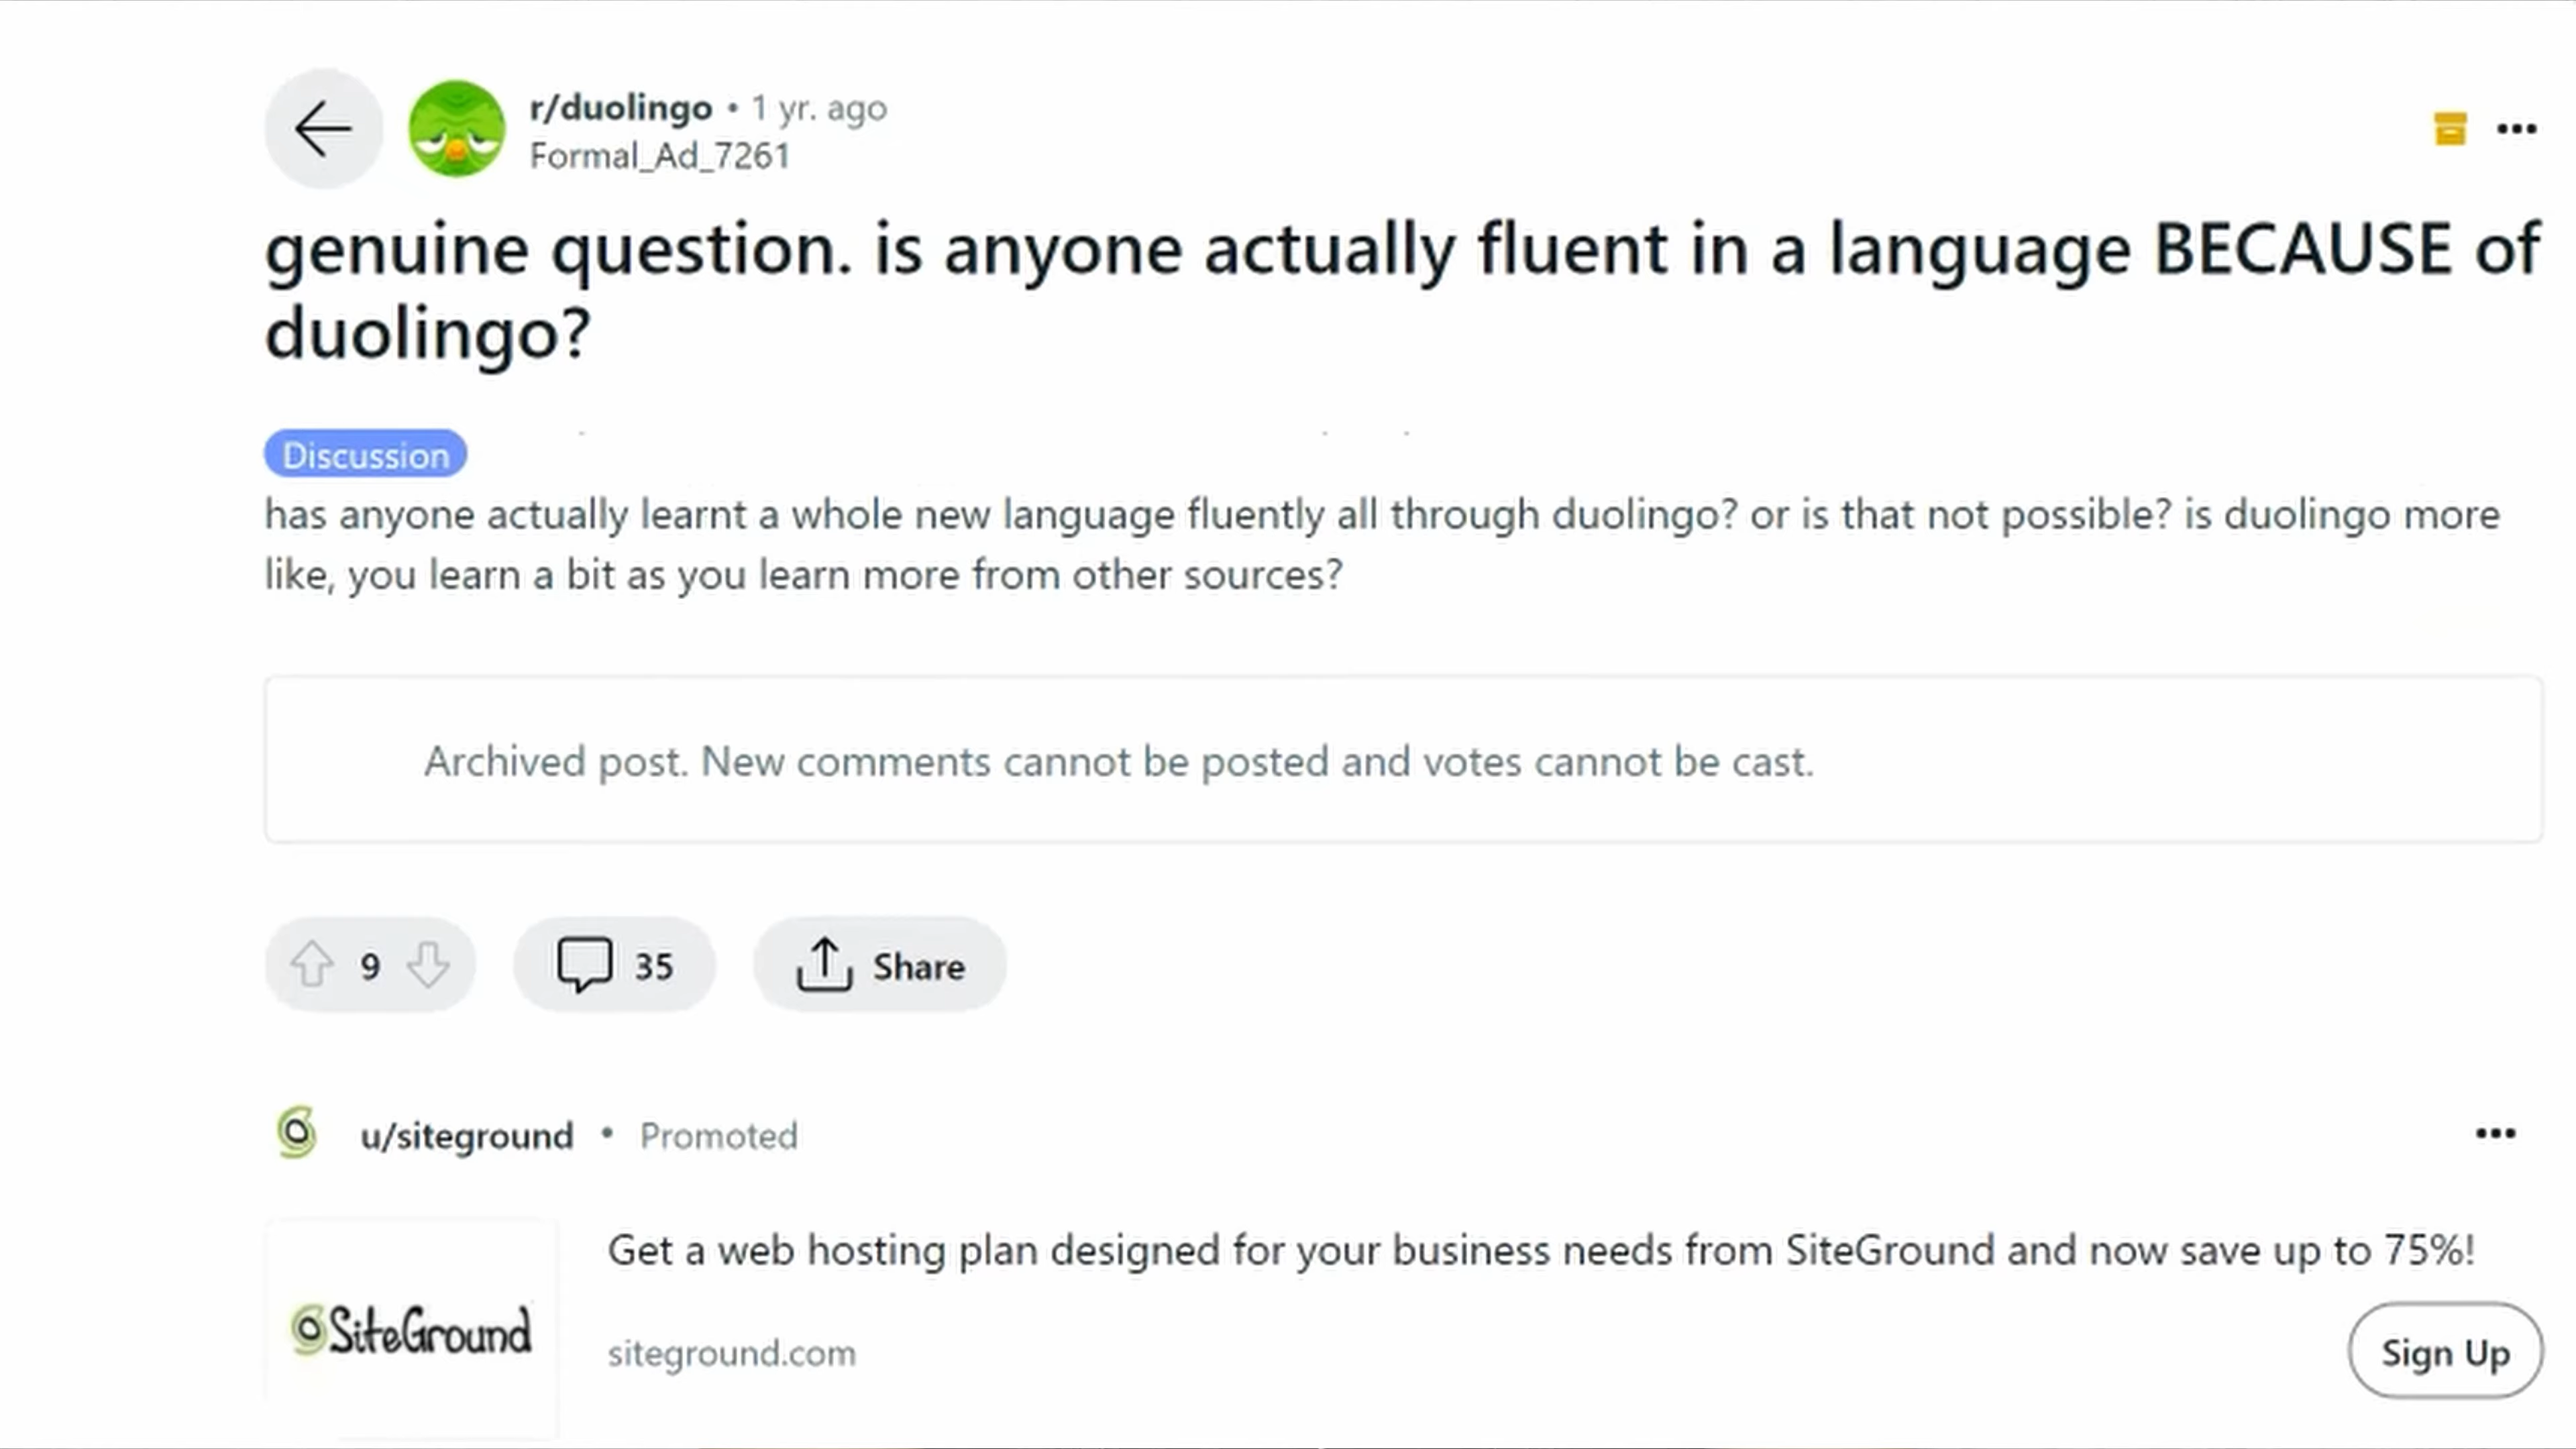 r/duolingo • 1 yr. ago
Formal_Ad_7261
genuine question. is anyone actually fluent in a language BECAUSE of
duolingo?
Discussion
has anyone actually learnt a whole new language fluently all through duolingo? or is that not possible? is duolingo more
like, you learn a bit as you learn more from other sources?
Archived post. New comments cannot be posted and votes cannot be cast.
9 35 Share
u/siteground • Promoted
Get a web hosting plan designed for your business needs from SiteGround and now save up to 75%!
SiteGround
siteground.com
Sign Up